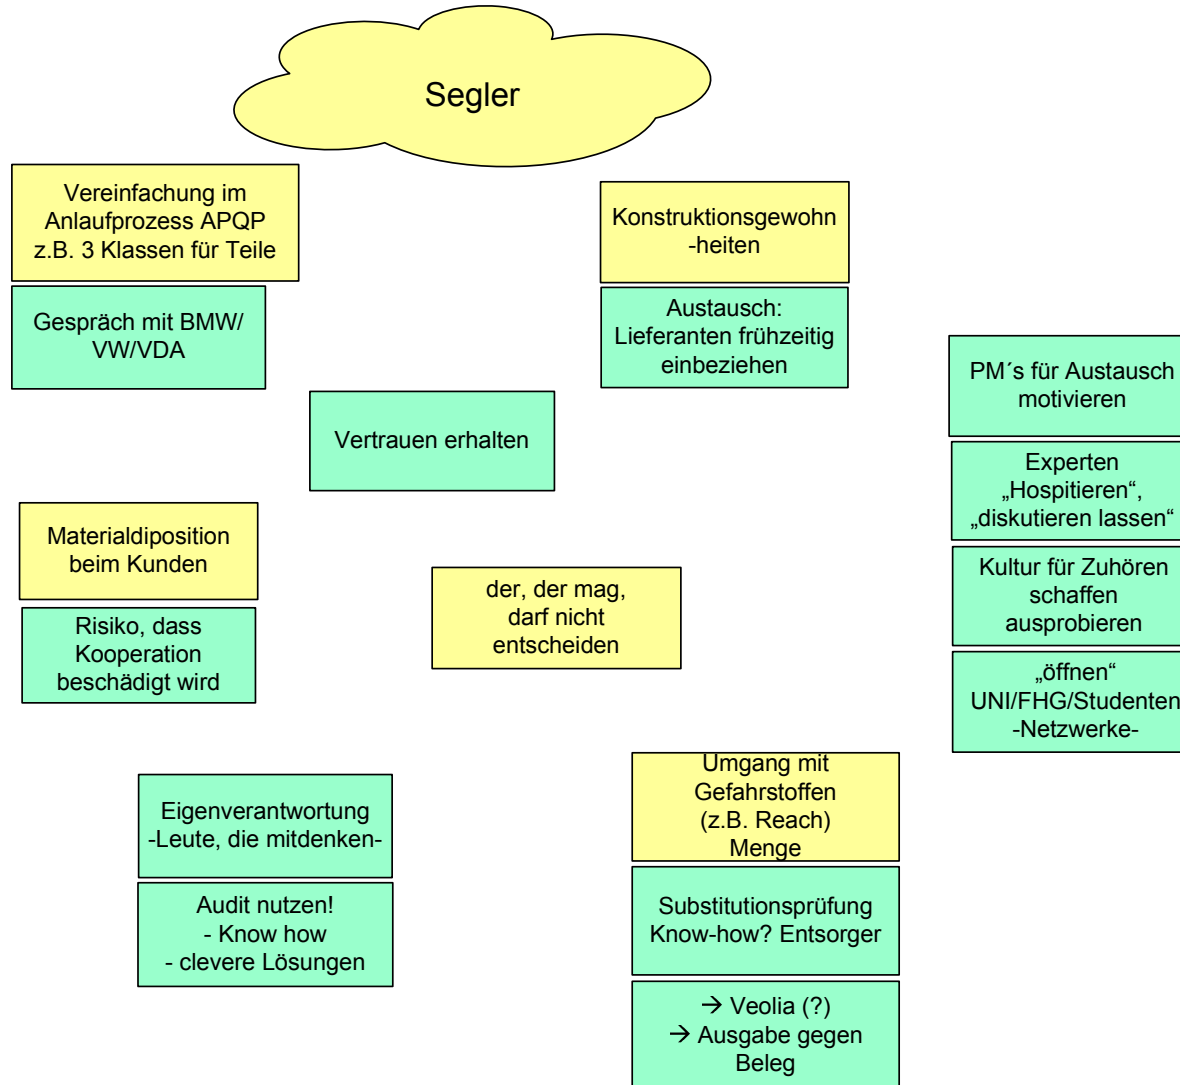 Segler
Vereinfachung im
Anlaufprozess APQP
z.B. 3 Klassen für Teile
Gespräch mit BMW/
VW/VDA
Konstruktionsgewohn
-heiten
Austausch:
Lieferanten frühzeitig
einbeziehen
Vertrauen erhalten
PM´s für Austausch
motivieren
Experten
„Hospitieren“,
„diskutieren lassen“
Kultur für Zuhören
schaffen
ausprobieren
„öffnen“
UNI/FHG/Studenten
-Netzwerke-
Materialdiposition
beim Kunden
Risiko, dass
Kooperation
beschädigt wird
der, der mag,
darf nicht
entscheiden
Eigenverantwortung
-Leute, die mitdenken-
Audit nutzen!
- Know how
- clevere Lösungen
Umgang mit
Gefahrstoffen
(z.B. Reach)
Menge
Substitutionsprüfung
Know-how? Entsorger
→ Veolia (?)
→ Ausgabe gegen
Beleg